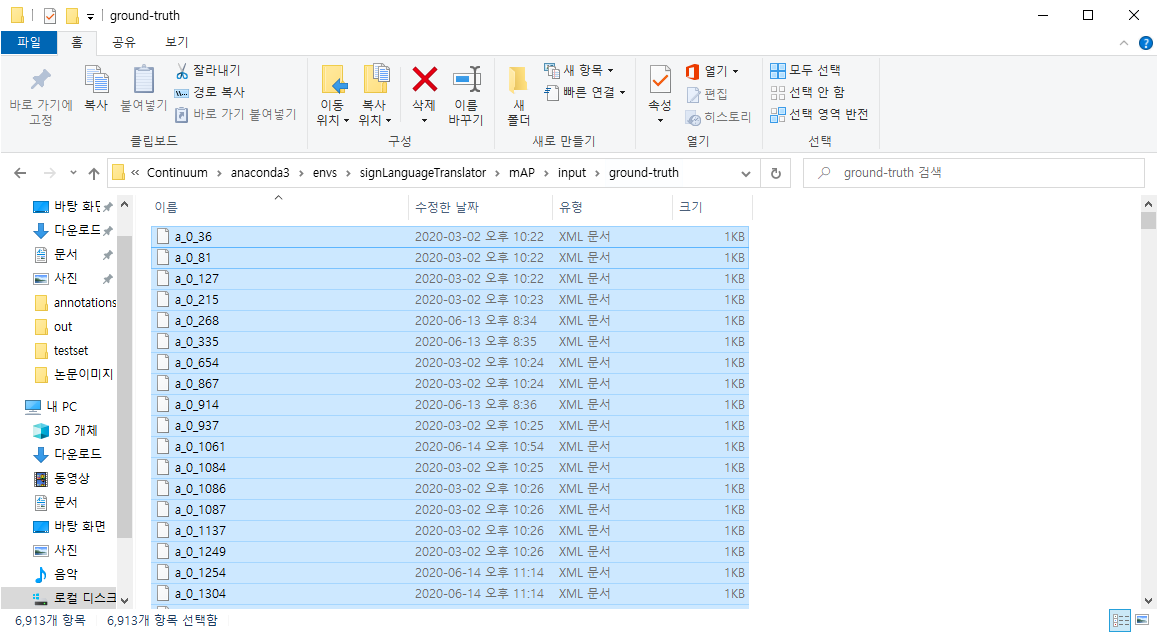 ground-truth
파일 홈 공유 보기
바로 가기에 고정
복사
붙여넣기
잘라내기
경로 복사
바로 가기 붙여넣기
클립보드
이동 위치
복사 위치
삭제
이름 바꾸기
구성
새 폴더
새 항목
빠른 연결
새로 만들기
속성
열기
편집
히스토리
열기
모두 선택
선택 안 함
선택 영역 반전
선택
« Continuum > anaconda3 > envs > signLanguageTranslator > mAP > input > ground-truth
ground-truth 검색
바탕 화면
다운로드
문서
사진
annotations
out
testset
논문이미지
내 PC
3D 개체
다운로드
동영상
문서
바탕 화면
사진
음악
로컬 디스크
이름 수정한 날짜 유형 크기
a_0_36 2020-03-02 오후 10:22 XML 문서 1KB
a_0_81 2020-03-02 오후 10:22 XML 문서 1KB
a_0_127 2020-03-02 오후 10:22 XML 문서 1KB
a_0_215 2020-03-02 오후 10:23 XML 문서 1KB
a_0_268 2020-06-13 오후 8:34 XML 문서 1KB
a_0_335 2020-06-13 오후 8:35 XML 문서 1KB
a_0_654 2020-03-02 오후 10:24 XML 문서 1KB
a_0_867 2020-03-02 오후 10:24 XML 문서 1KB
a_0_914 2020-06-13 오후 8:36 XML 문서 1KB
a_0_937 2020-03-02 오후 10:25 XML 문서 1KB
a_0_1061 2020-06-14 오후 10:54 XML 문서 1KB
a_0_1084 2020-03-02 오후 10:25 XML 문서 1KB
a_0_1086 2020-03-02 오후 10:26 XML 문서 1KB
a_0_1087 2020-03-02 오후 10:26 XML 문서 1KB
a_0_1137 2020-03-02 오후 10:26 XML 문서 1KB
a_0_1249 2020-03-02 오후 10:26 XML 문서 1KB
a_0_1254 2020-06-14 오후 11:14 XML 문서 1KB
a_0_1304 2020-06-14 오후 11:14 XML 문서 1KB
6,913개 항목 6,913개 항목 선택함